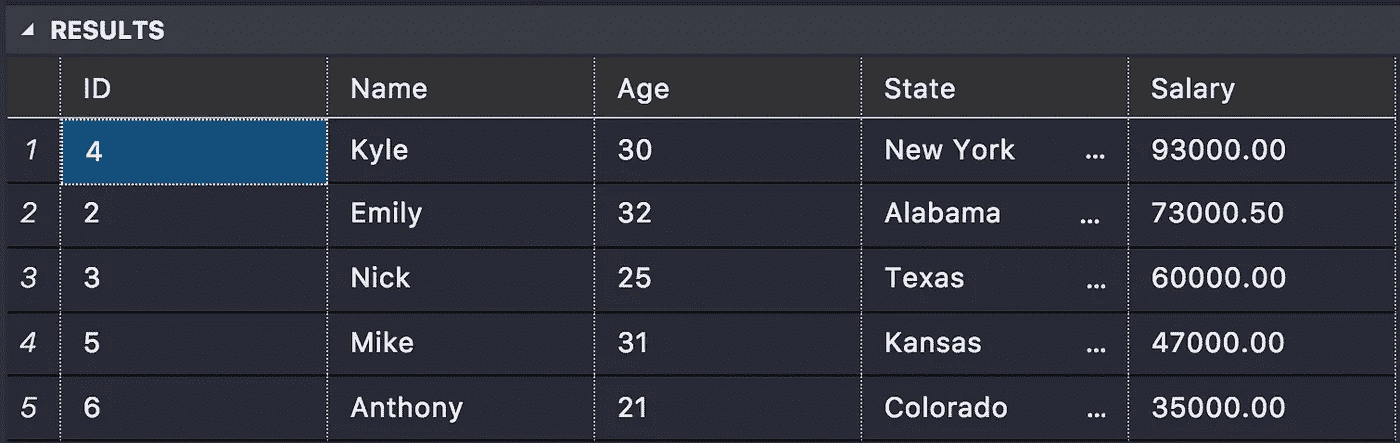 RESULTS
ID Name Age State Salary
1 4 Kyle 30 New York ... 93000.00
2 2 Emily 32 Alabama ... 73000.50
3 3 Nick 25 Texas ... 60000.00
4 5 Mike 31 Kansas ... 47000.00
5 6 Anthony 21 Colorado ... 35000.00